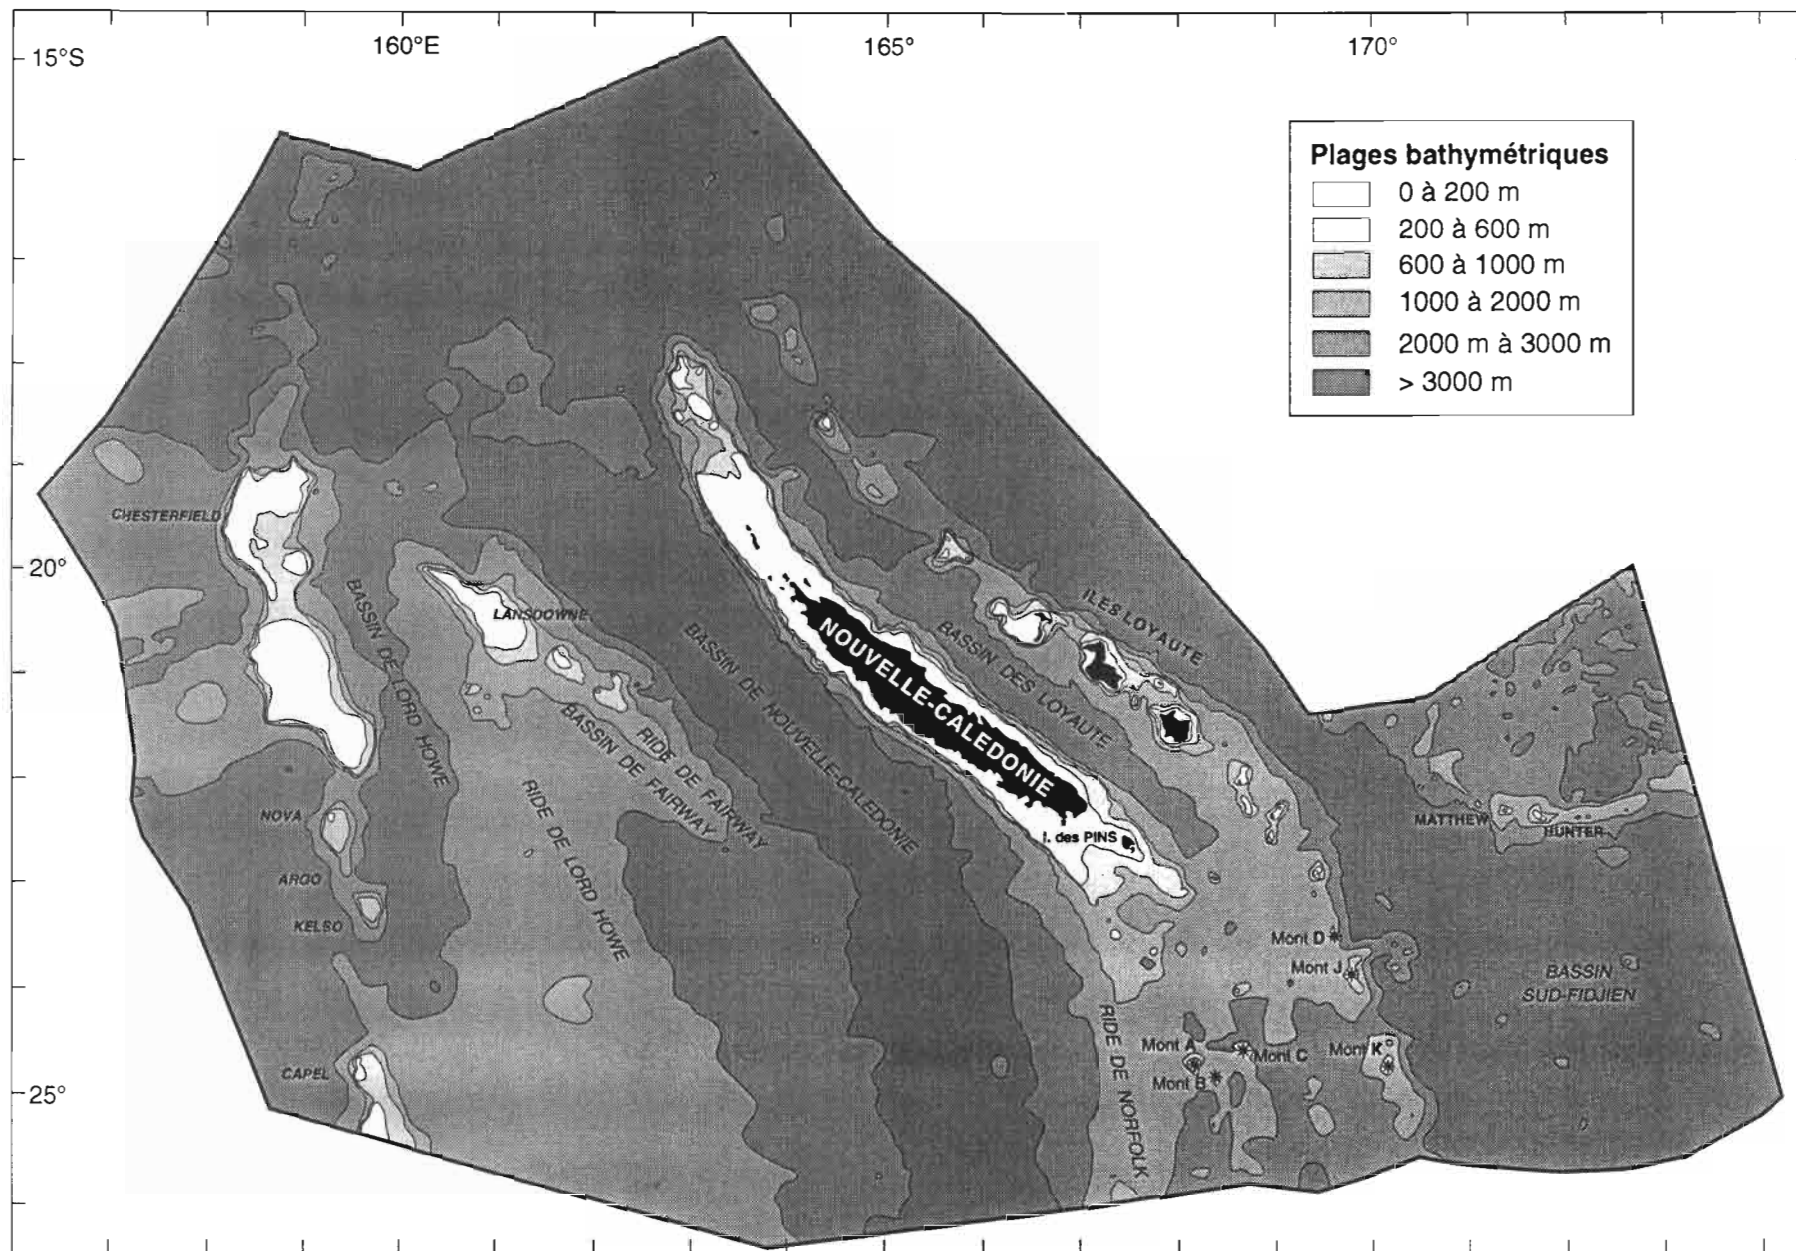 160°E
165°
170°
15°S
Plages bathymétriques
0 à 200 m
200 à 600 m
600 à 1000 m
1000 à 2000 m
2000 m à 3000 m
> 3000 m
CHESTERFIELD
20°
LANSDOWNE
ILES LOYAUTE
BASSIN DES LOYAUTE
NOUVELLE-CALEDONIE
BASSIN DE NOUVELLE-CALEDONIE
BASSIN DE LORD HOWE
RIDE DE FAIRWAY
BASSIN DE FAIRWAY
RIDE DE LORD HOWE
NOVA
I. des PINS
MATTHEW
HUNTER
ARGO
KELSO
Mont D
Mont J
BASSIN
SUD-FIDJIEN
RIDE DE NORFOLK
Mont A
Mont C
Mont K
Mont B
CAPEL
25°